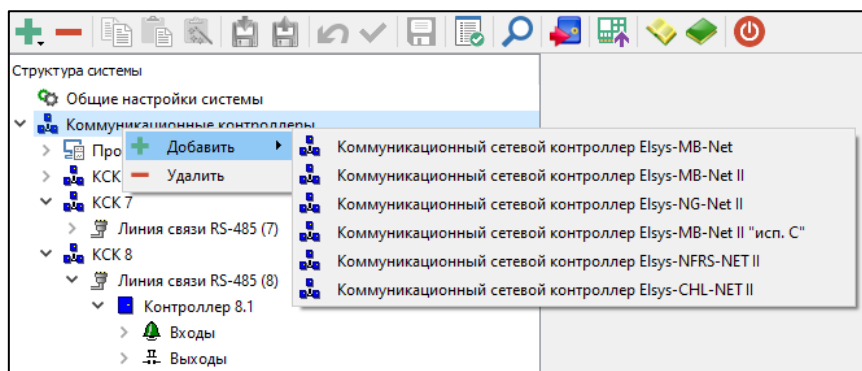 Структура системы
Общие настройки системы
Коммуникационные контроллеры
Про
Добавить
Коммуникационный сетевой контроллер Elsys-MB-Net
КСК
Удалить
Коммуникационный сетевой контроллер Elsys-MB-Net II
КСК 7
Коммуникационный сетевой контроллер Elsys-NG-Net II
Линия связи RS-485 (7)
Коммуникационный сетевой контроллер Elsys-MB-Net II "исп. С"
КСК 8
Коммуникационный сетевой контроллер Elsys-NFRS-NET II
Линия связи RS-485 (8)
Коммуникационный сетевой контроллер Elsys-CHL-NET II
Контроллер 8.1
Входы
Выходы